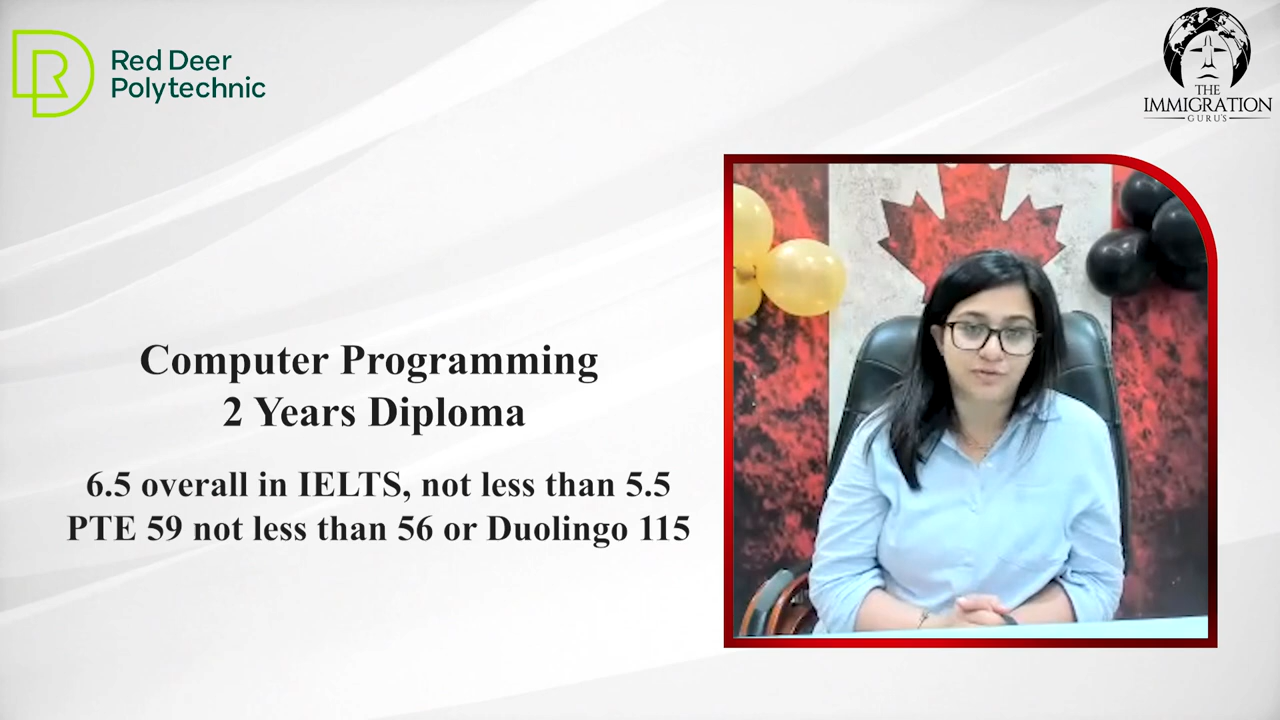 Red Deer
Polytechnic
THE
IMMIGRATION
GURU'S
Computer Programming
2 Years Diploma
6.5 overall in IELTS, not less than 5.5
PTE 59 not less than 56 or Duolingo 115